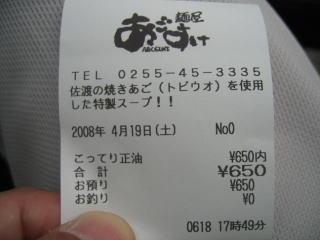 麺屋
あごすけ
AGOSUKE
TEL 0255-45-3335
佐渡の焼きあご(トビウオ)を使用
した特製スープ!!
2008年 4月19日(土) No0
こってり正油 ¥650内
合 計 ¥650
お預り ¥650
お釣り ¥0
0618 17時49分